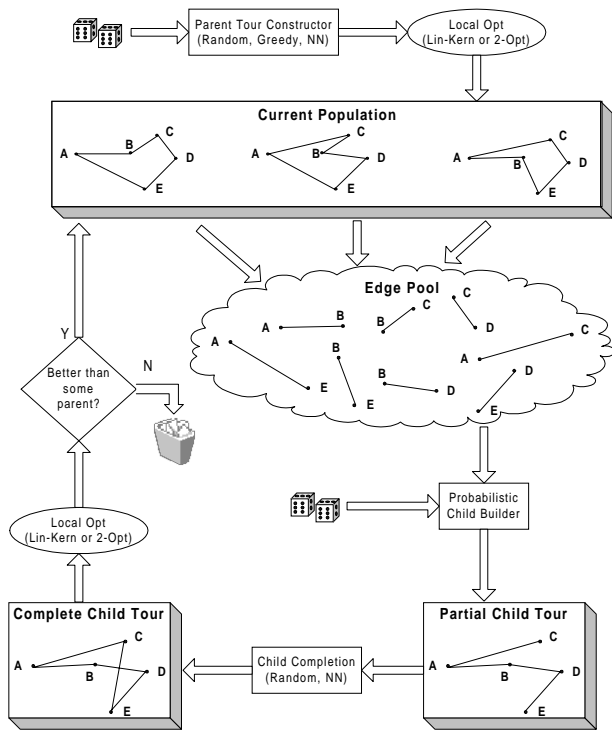 Parent Tour Constructor
(Random, Greedy, NN)
Local Opt
(Lin-Kern or 2-Opt)
Current Population
A B C D E
A B C D E
A B C D E
Edge Pool
A B
B C
C D
A E
B E
B D
A C
D E
Y
N
Better than
some
parent?
Probabilistic
Child Builder
Local Opt
(Lin-Kern or 2-Opt)
Complete Child Tour
A B C D E
Child Completion
(Random, NN)
Partial Child Tour
A B C D E